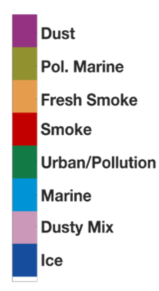 Dust
Pol. Marine
Fresh Smoke
Smoke
Urban/Pollution
Marine
Dusty Mix
Ice